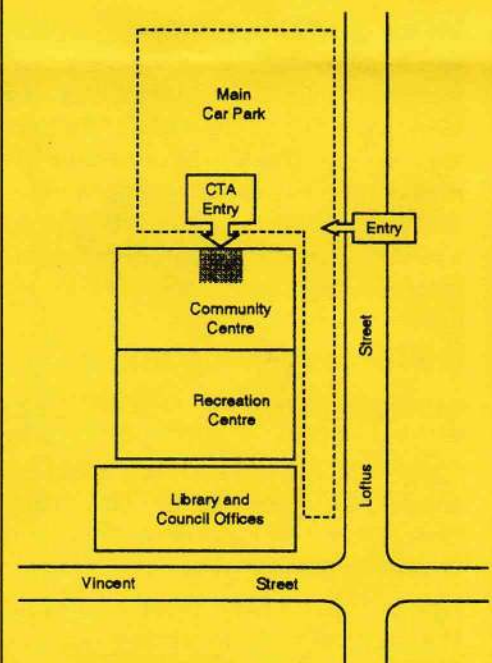 Main
Car Park
CTA
Entry
Entry
Community
Centre
Street
Recreation
Centre
Loftus
Library and
Council Offices
Vincent Street